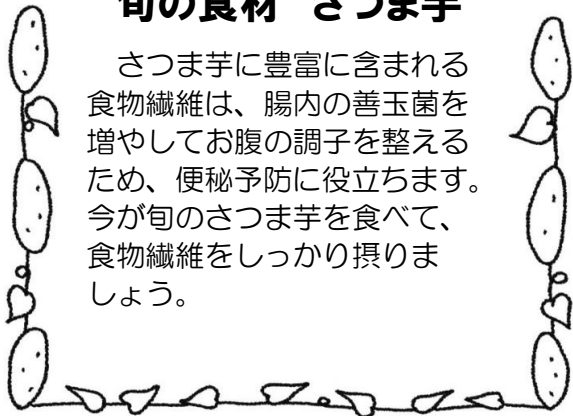 旬の食材　さつま芋
　さつま芋に豊富に含まれる
食物繊維は、腸内の善玉菌を
増やしてお腹の調子を整える
ため、便秘予防に役立ちます。
今が旬のさつま芋を食べて、
食物繊維をしっかり摂りま
しょう。